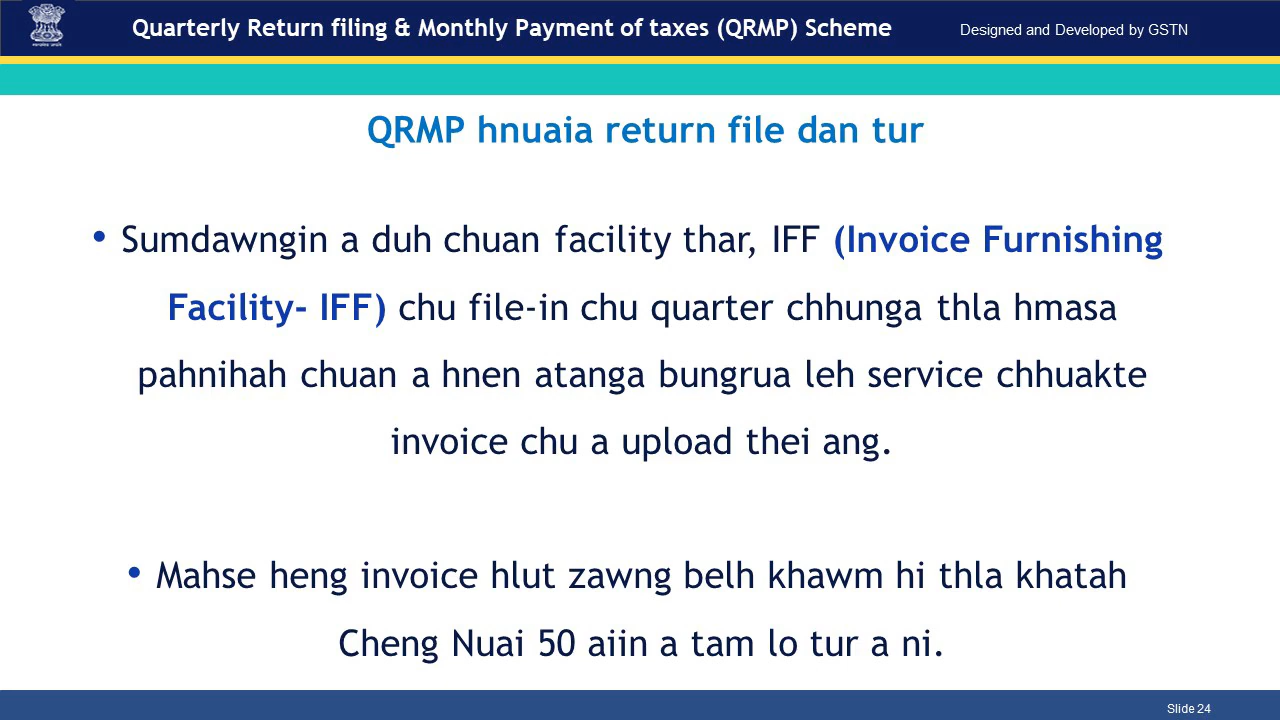 Quarterly Return filing & Monthly Payment of taxes (QRMP) Scheme
Designed and Developed by GSTN
QRMP hnuaia return file dan tur
• Sumdawngin a duh chuan facility thar, IFF (Invoice Furnishing
Facility- IFF) chu file-in chu quarter chhunga thla hmasa
pahnihah chuan a hnen atanga bungrua leh service chhuakte
invoice chu a upload thei ang.
• Mahse heng invoice hlut zawng belh khawm hi thla khatah
Cheng Nuai 50 aiin a tam lo tur a ni.
Slide 24